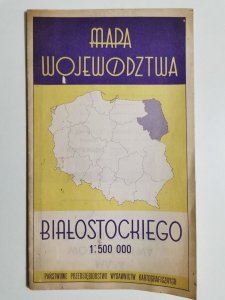 MAPA
WOJEWÓDZTWA
BIAŁOSTOCKIEGO
1:500 000
PAŃSTWOWE PRZEDSIĘBIORSTWO WYDAWNICTW KARTOGRAFICZNYCH